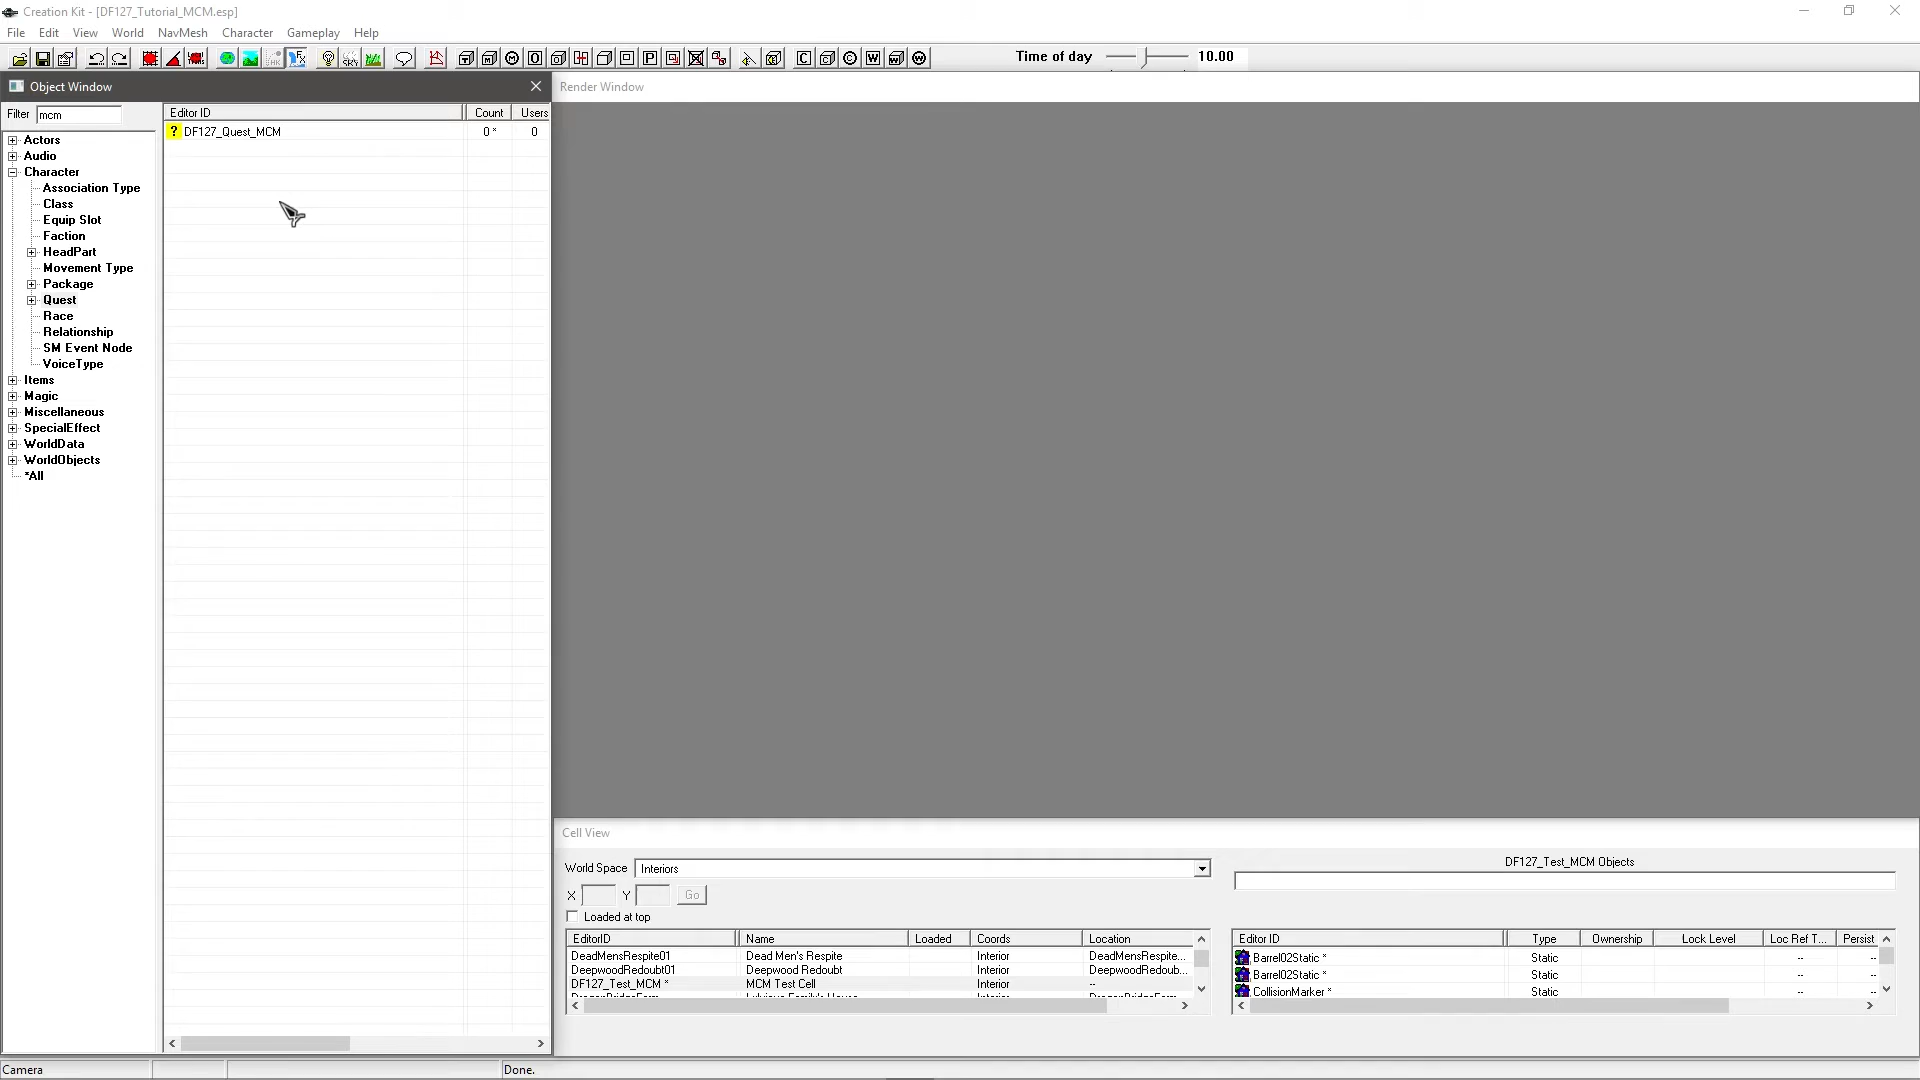 Creation Kit - [DF127_Tutorial_MCM.esp]
File Edit View World NavMesh Character Gameplay Help
Time of day 10.00
Object Window
Render Window
Filter mcm
Editor ID Count Users
? DF127_Quest_MCM 0 * 0
Actors
Audio
Character
Association Type
Class
Equip Slot
Faction
HeadPart
Movement Type
Package
Quest
Race
Relationship
SM Event Node
VoiceType
Items
Magic
Miscellaneous
SpecialEffect
WorldData
WorldObjects
*All
Cell View
World Space Interiors
X Y Go
Loaded at top
EditorID Name Loaded Coords Location
DeadMensRespite01 Dead Men's Respite Interior DeadMensRespite...
DeepwoodRedoubt01 Deepwood Redoubt Interior DeepwoodRedoub...
DF127_Test_MCM * MCM Test Cell Interior --
DF127_Test_MCM Objects
Editor ID Type Ownership Lock Level Loc Ref T... Persist
Barrel02Static * Static -- --
Barrel02Static * Static -- --
CollisionMarker * Static -- --
Camera Done.